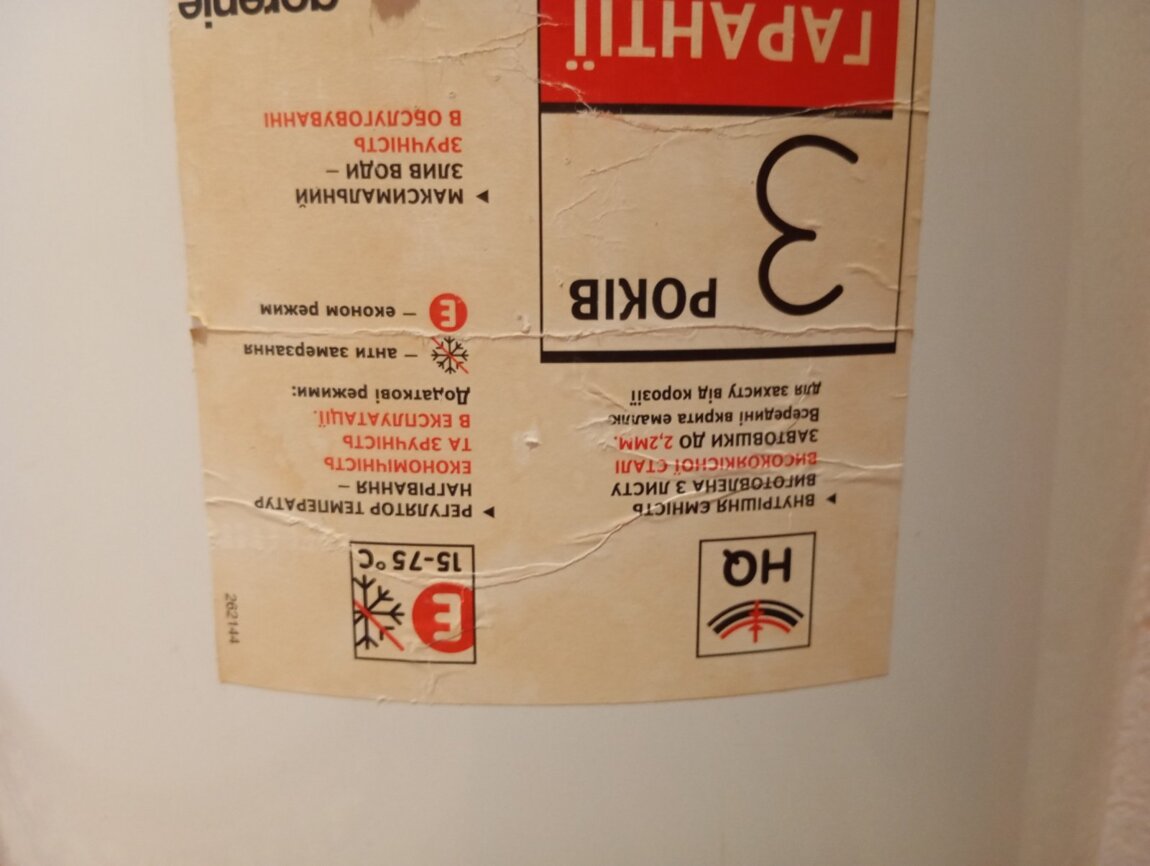 HQ
ВНУТРІШНЯ ЄМНІСТЬ
ВИГОТОВЛЕНА З ЛИСТУ
ВИСОКОЯКІСНОЇ СТАЛІ
ЗАВТОВШКИ ДО 2,2ММ.
Всередині вкрита емаллю
для захисту від корозії
3 РОКІВ
ГАРАНТІЇ
E
15-75°C
262144
РЕГУЛЯТОР ТЕМПЕРАТУР
НАГРІВАННЯ –
ЕКОНОМІЧНІСТЬ
ТА ЗРУЧНІСТЬ
В ЕКСПЛУАТАЦІЇ.
Додаткові режими:
– анти замерзання
E – економ режим
МАКСИМАЛЬНИЙ
ЗЛИВ ВОДИ –
ЗРУЧНІСТЬ
В ОБСЛУГОВУВАННІ
gorenje